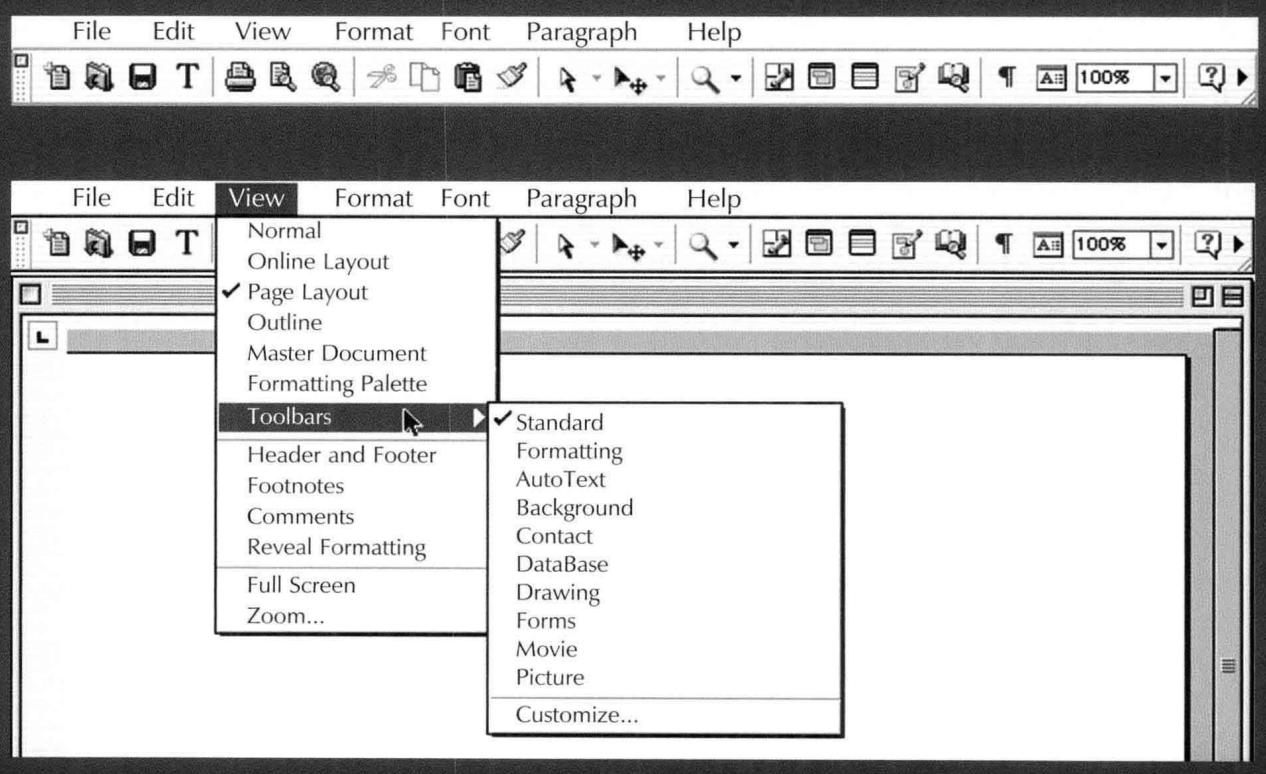 File Edit View Format Font Paragraph Help
T ¶ A 100% ?
File Edit View Format Font Paragraph Help
T ¶ A 100% ?
Normal
Online Layout
✔ Page Layout
L
Outline
Master Document
Formatting Palette
Toolbars
✔ Standard
Formatting
AutoText
Background
Contact
DataBase
Drawing
Forms
Movie
Picture
Customize...
Header and Footer
Footnotes
Comments
Reveal Formatting
Full Screen
Zoom...